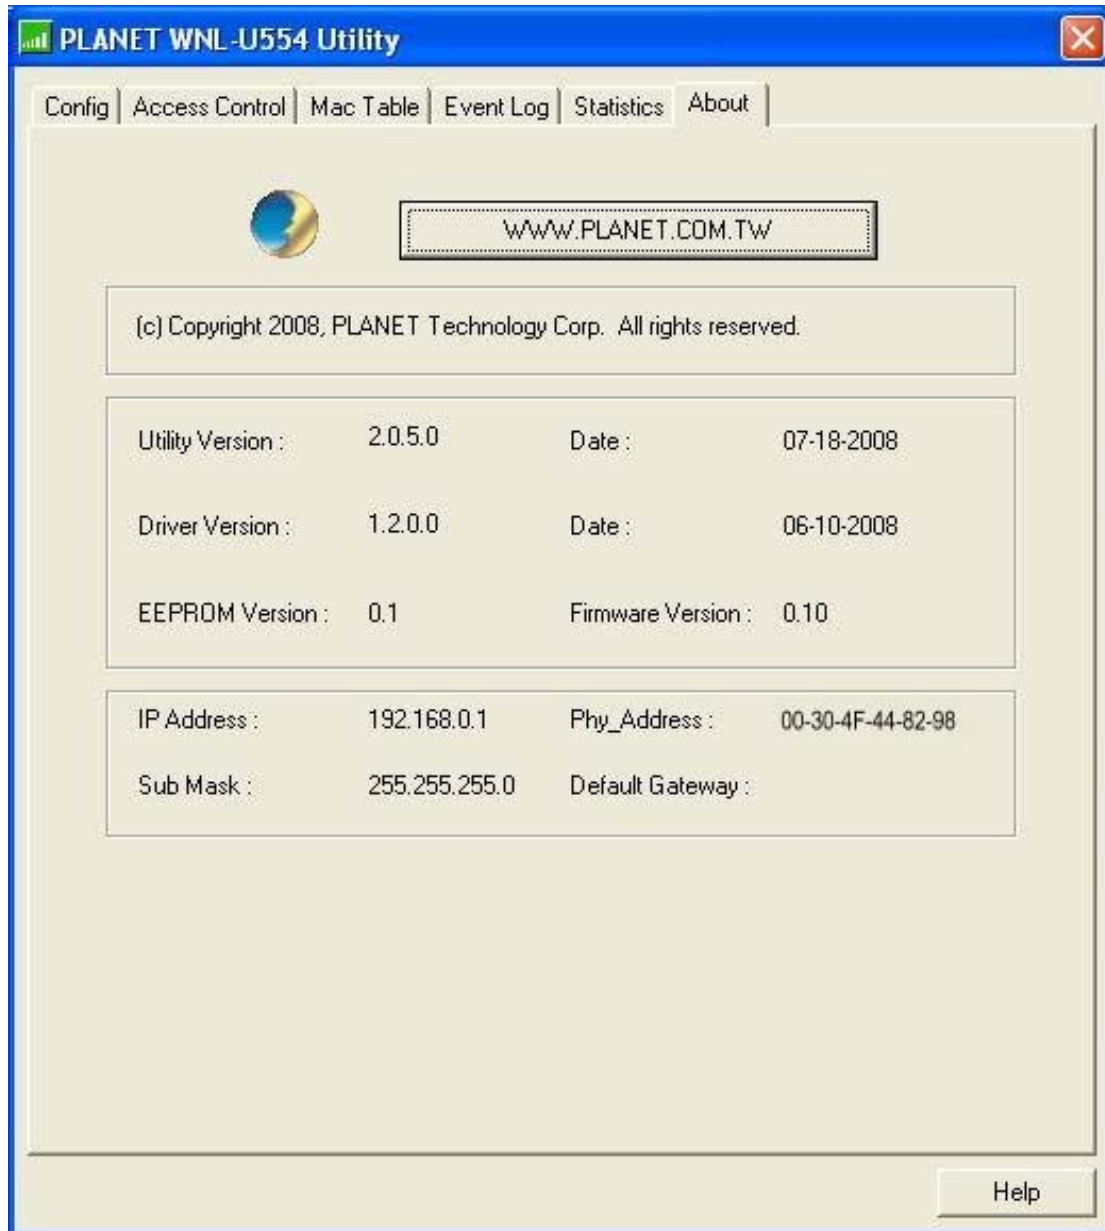 PLANET WNL-U554 Utility
Config Access Control Mac Table Event Log Statistics About
WWW.PLANET.COM.TW
(c) Copyright 2008, PLANET Technology Corp. All rights reserved.
Utility Version : 2.0.5.0 Date : 07-18-2008
Driver Version : 1.2.0.0 Date : 06-10-2008
EEPROM Version : 0.1 Firmware Version : 0.10
IP Address : 192.168.0.1 Phy_Address : 00-30-4F-44-82-98
Sub Mask : 255.255.255.0 Default Gateway :
Help